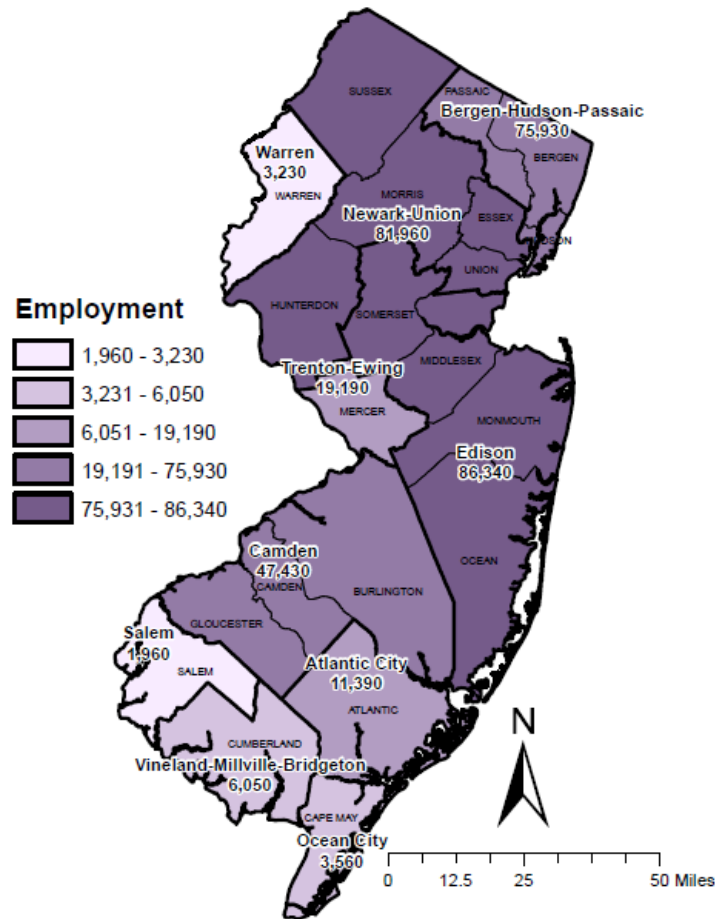 SUSSEX
PASSAIC
Bergen-Hudson-Passaic
75,930
BERGEN
Warren
3,230
WARREN
MORRIS
Newark-Union
81,960
ESSEX
UNION
HUNTERDON
SOMERSET
Employment
1,960 - 3,230
3,231 - 6,050
6,051 - 19,190
19,191 - 75,930
75,931 - 86,340
Trenton-Ewing
19,190
MERCER
MIDDLESEX
MONMOUTH
Edison
86,340
OCEAN
Camden
47,430
CAMDEN
BURLINGTON
GLOUCESTER
Salem
1,960
SALEM
Atlantic City
11,390
ATLANTIC
CUMBERLAND
Vineland-Millville-Bridgeton
6,050
CAPE MAY
Ocean City
3,560
N
0 12.5 25 50 Miles